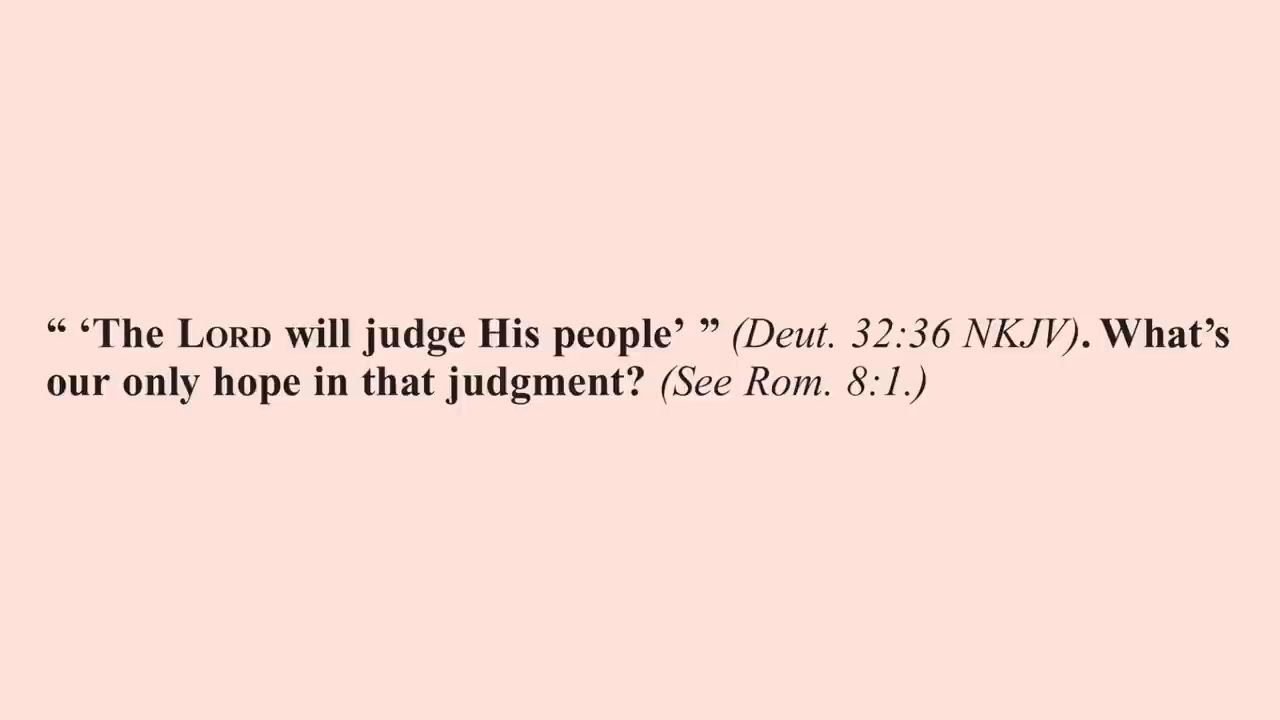 “ ‘The LORD will judge His people’ ” (Deut. 32:36 NKJV). What’s
our only hope in that judgment? (See Rom. 8:1.)